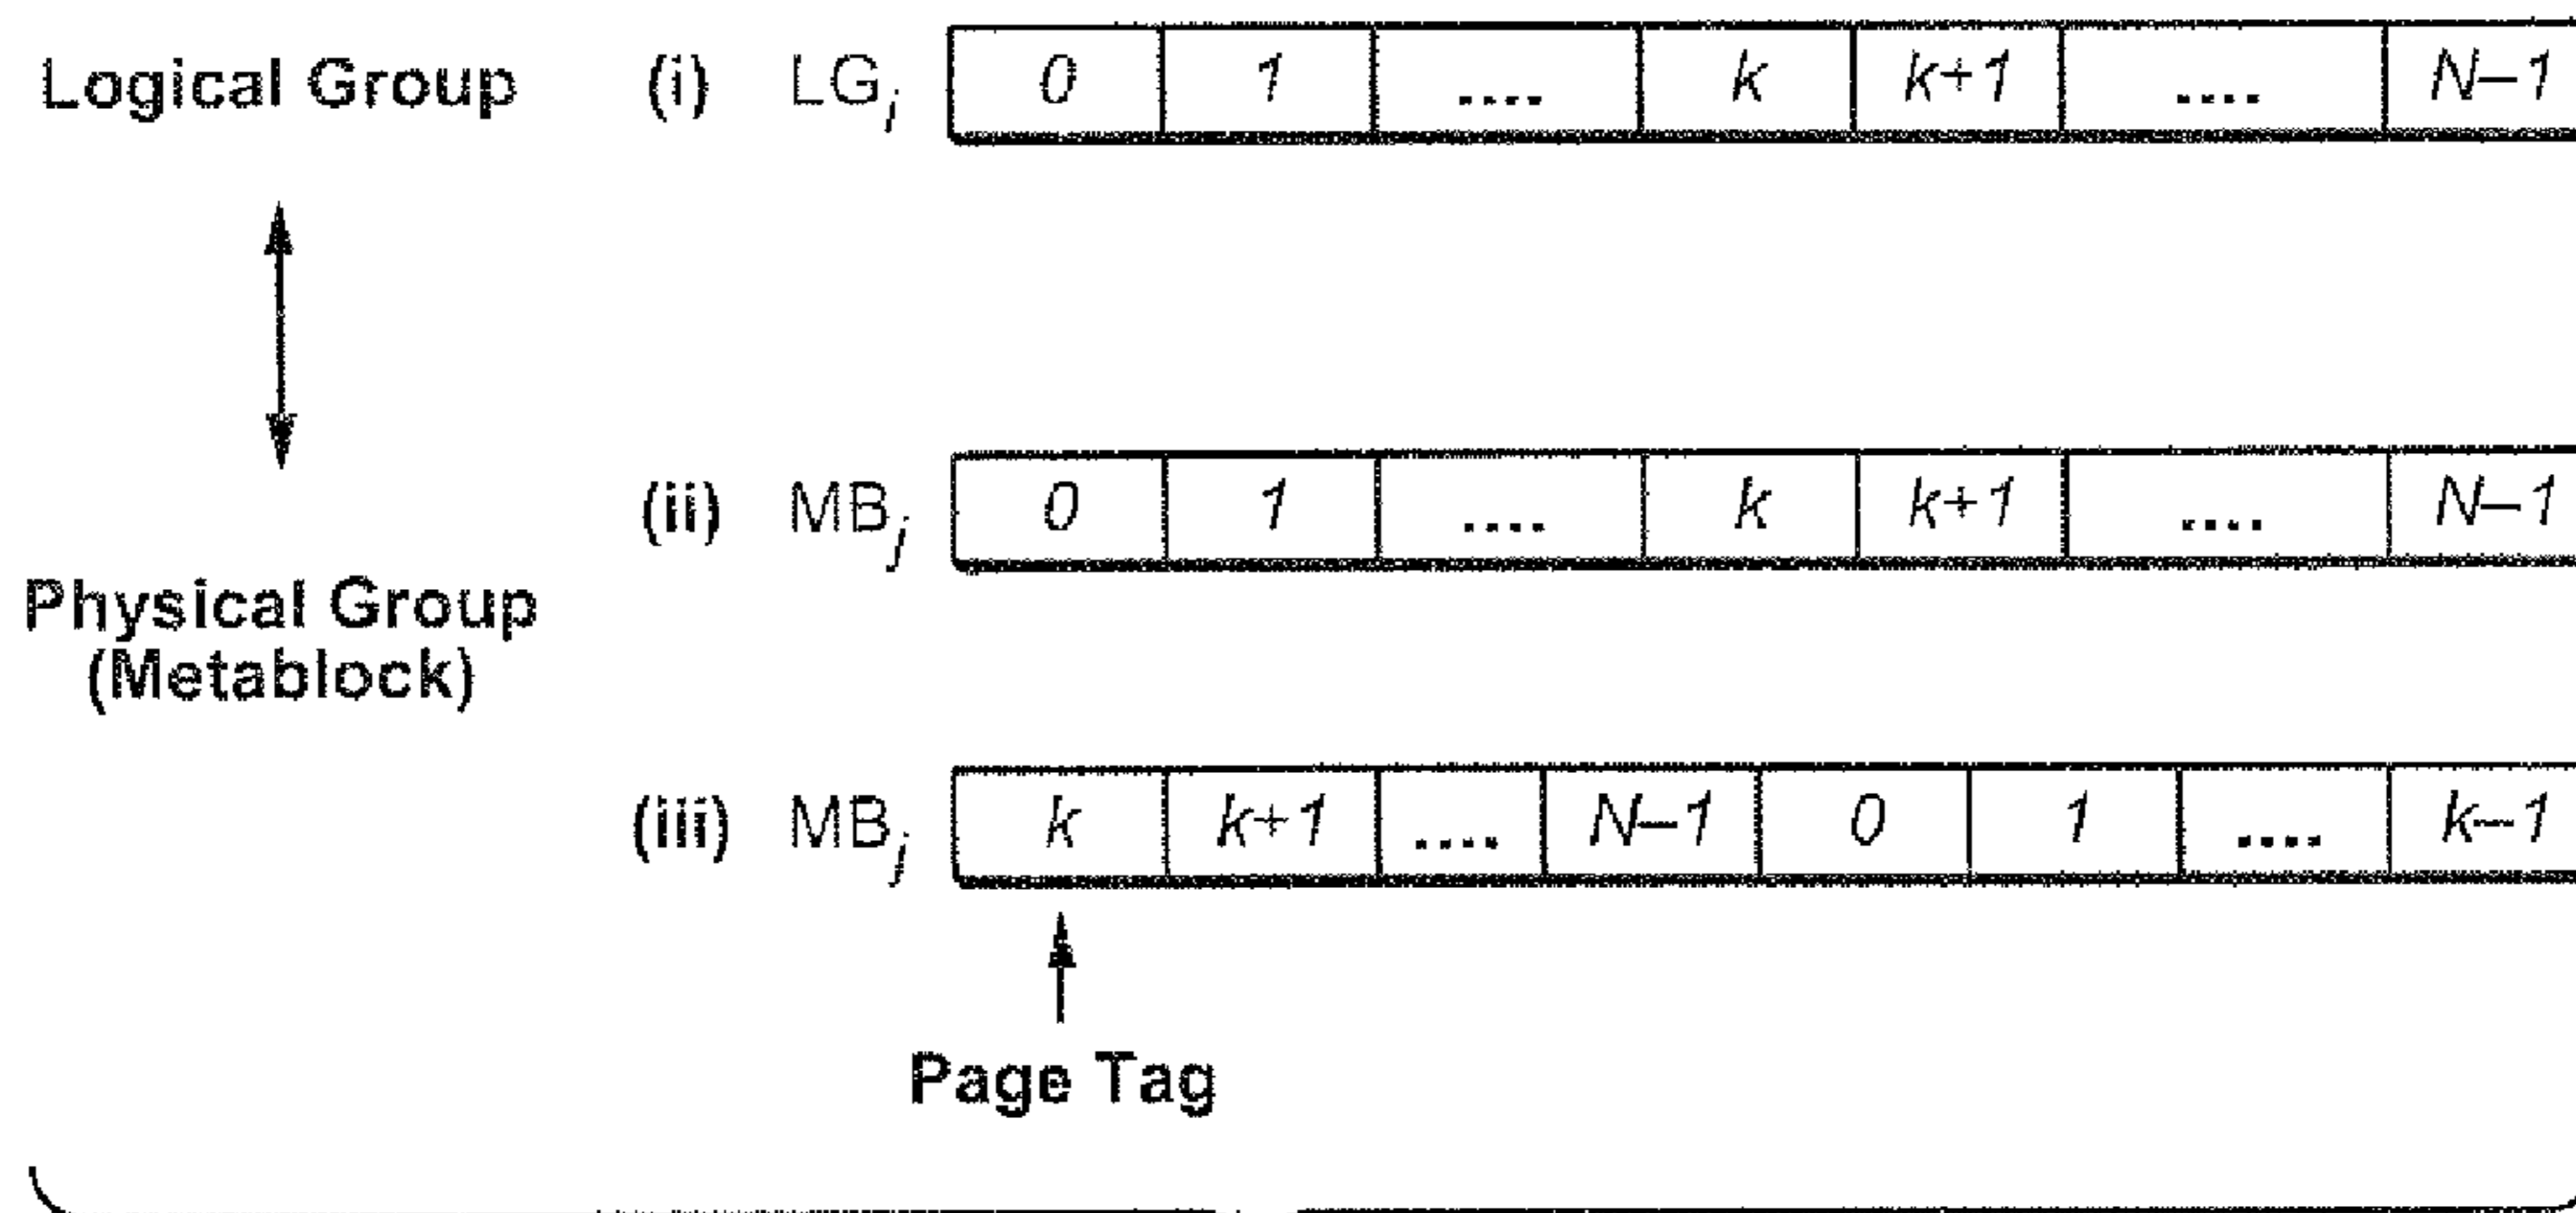 Logical Group (i) LGi 0 1 .... k k+1 .... N–1
(ii) MBj 0 1 .... k k+1 .... N–1
Physical Group
(Metablock)
(iii) MBj k k+1 .... N–1 0 1 .... k–1
Page Tag